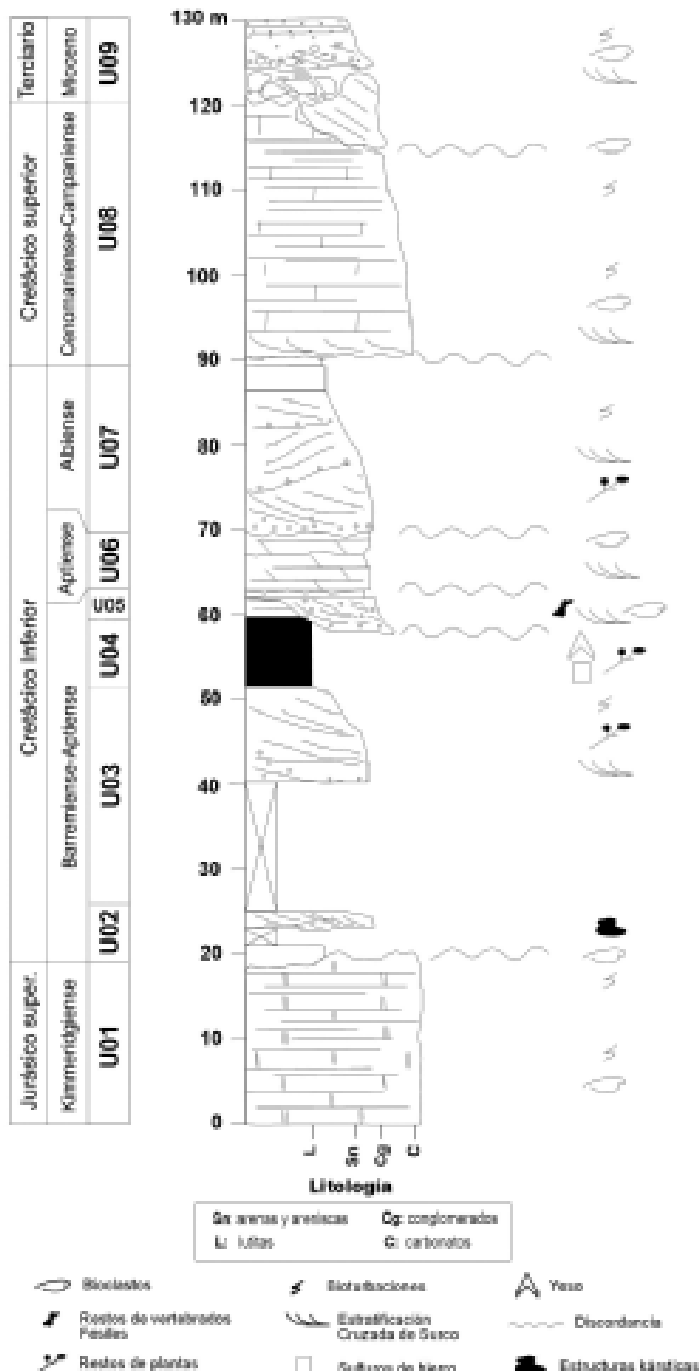 130 m
Terciario
Mioceno
U09
120
Cretácico superior
Cenomaniense-Campaniense
U08
110
100
90
Cretácico Inferior
Albiense
U07
80
70
Aptiense
U06
U05
60
Barremiense-Aptiense
U04
50
U03
40
30
U02
20
Jurásico super.
Kimmeridgiense
U01
10
0
L Sn Cg C
Litología
Sn: arenas y areniscas Cg: conglomerados
L: lutitas C: carbonatos
Bioclastos Bioturbaciones Yeso
Restos de vertebrados Fósiles Estratificación Cruzada de Surco Discordancia
Restos de plantas Sulfuros de hierro Estructuras kársticas